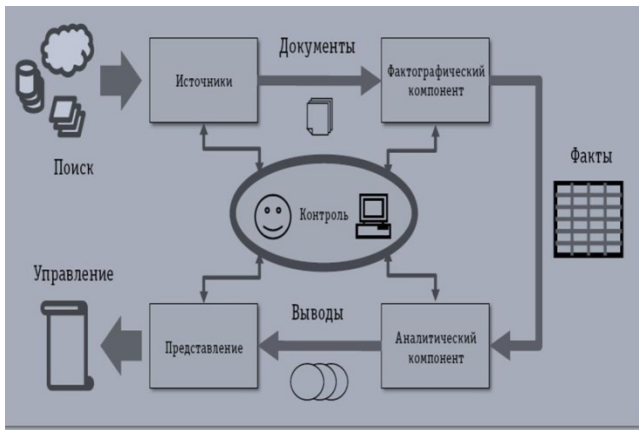 Документы
Источники
Фактографический
компонент
Поиск
Факты
Контроль
Управление
Выводы
Представление
Аналитический
компонент